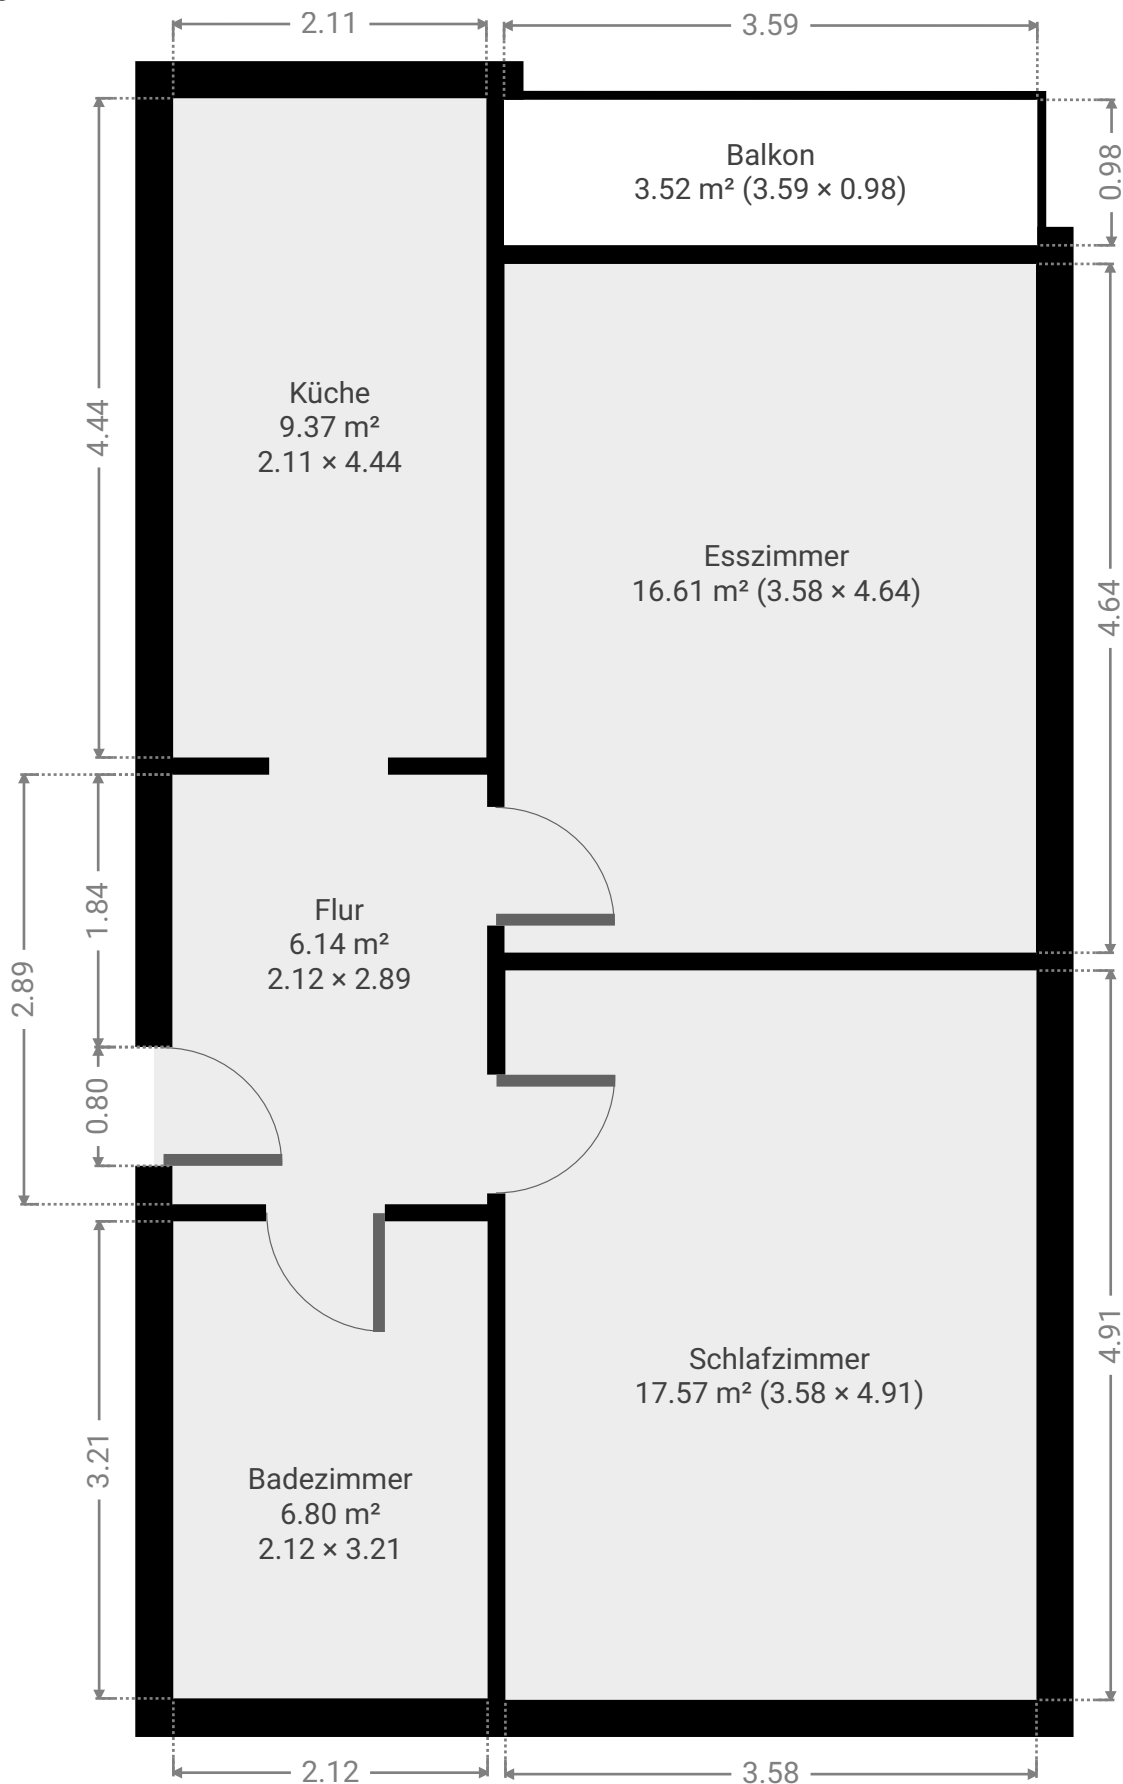 2.11
3.59
Balkon
3.52 m² (3.59 × 0.98)
0.98
Küche
9.37 m²
2.11 × 4.44
4.44
Esszimmer
16.61 m² (3.58 × 4.64)
4.64
Flur
6.14 m²
2.12 × 2.89
1.84
2.89
0.80
Schlafzimmer
17.57 m² (3.58 × 4.91)
4.91
Badezimmer
6.80 m²
2.12 × 3.21
3.21
2.12
3.58